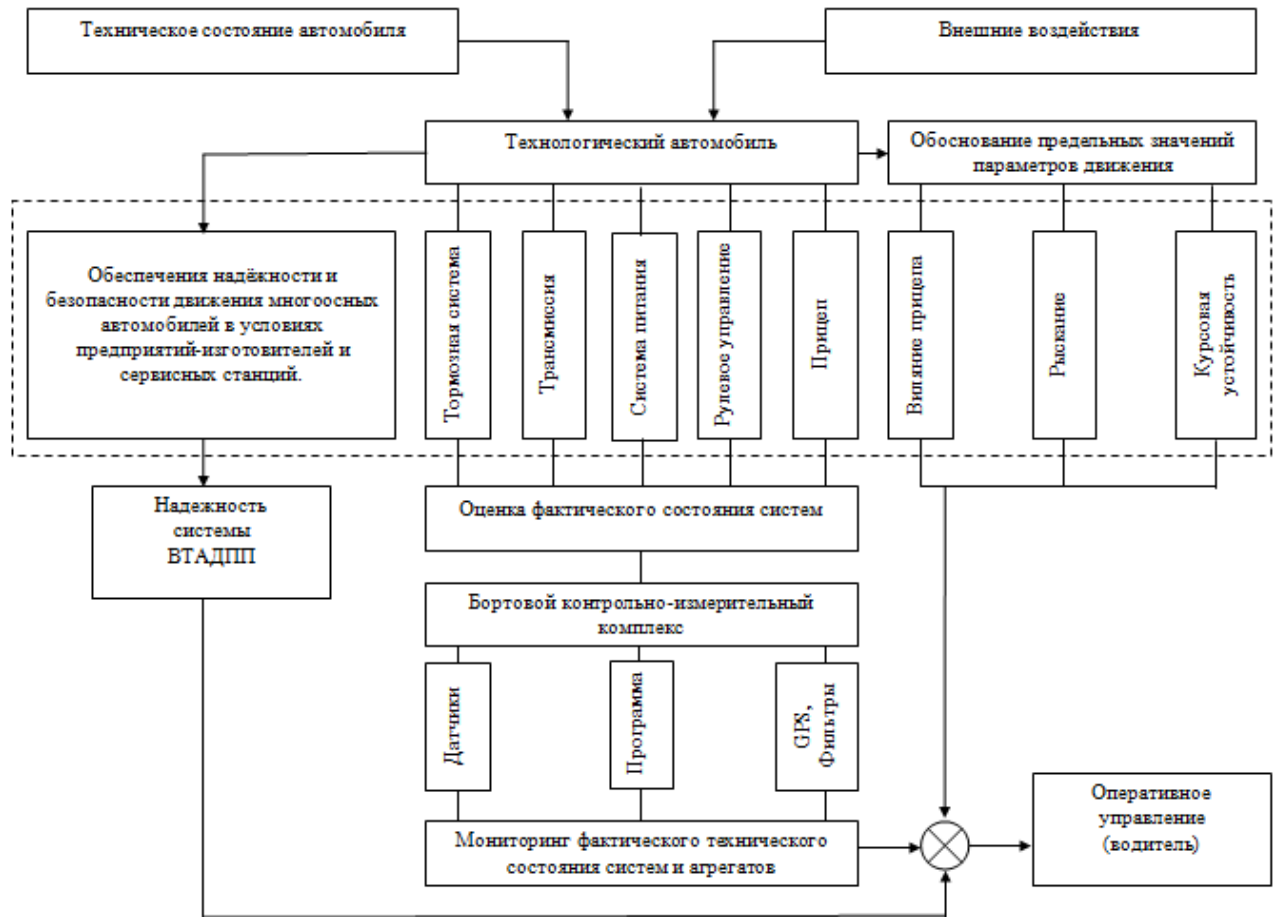 Техническое состояние автомобиля
Внешние воздействия
Технологический автомобиль
Обоснование предельных значений
параметров движения
Обеспечения надёжности и
безопасности движения многоосных
автомобилей в условиях
предприятий-изготовителей и
сервисных станций.
Тормозная система
Трансмиссия
Система питания
Рулевое управление
Прицеп
Виляние прицепа
Рыскание
Курсовая
устойчивость
Надежность
системы
ВТАДПП
Оценка фактического состояния систем
Бортовой контрольно-измерительный
комплекс
Датчики
Программа
GPS,
Фильтры
Мониторинг фактического технического
состояния систем и агрегатов
Оперативное
управление
(водитель)